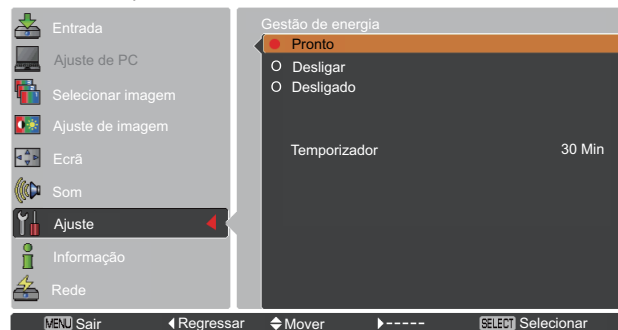 Entrada
Ajuste de PC
Selecionar imagem
Ajuste de imagem
Ecrã
Som
Ajuste
Informação
Rede
Gestão de energia
Pronto
Desligar
Desligado
Temporizador 30 Min
MENU Sair Regressar Mover ----- SELECT Selecionar